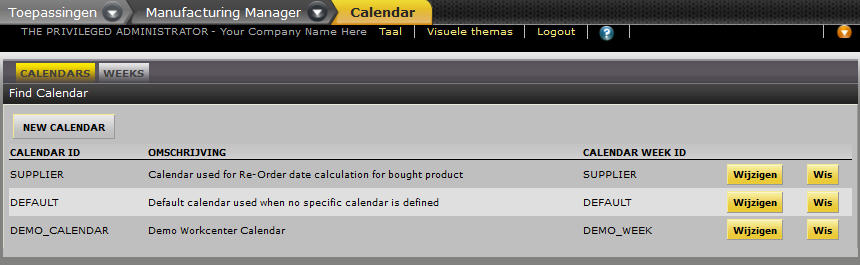 Toepassingen Manufacturing Manager Calendar
THE PRIVILEGED ADMINISTRATOR - Your Company Name Here Taal Visuele themas Logout ?
CALENDARS WEEKS
Find Calendar
NEW CALENDAR
CALENDAR ID OMSCHRIJVING CALENDAR WEEK ID
SUPPLIER Calendar used for Re-Order date calculation for bought product SUPPLIER Wijzigen Wis
DEFAULT Default calendar used when no specific calendar is defined DEFAULT Wijzigen Wis
DEMO_CALENDAR Demo Workcenter Calendar DEMO_WEEK Wijzigen Wis